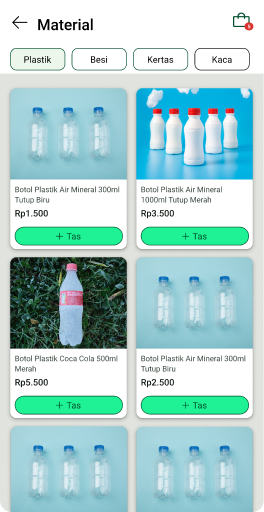 Material
Plastik
Besi
Kertas
Kaca
Botol Plastik Air Mineral 300ml
Tutup Biru
Rp1.500
+ Tas
Botol Plastik Air Mineral
1000ml Tutup Merah
Rp3.500
+ Tas
Botol Plastik Coca Cola 500ml
Merah
Rp5.500
+ Tas
Botol Plastik Air Mineral 300ml
Tutup Biru
Rp2.500
+ Tas